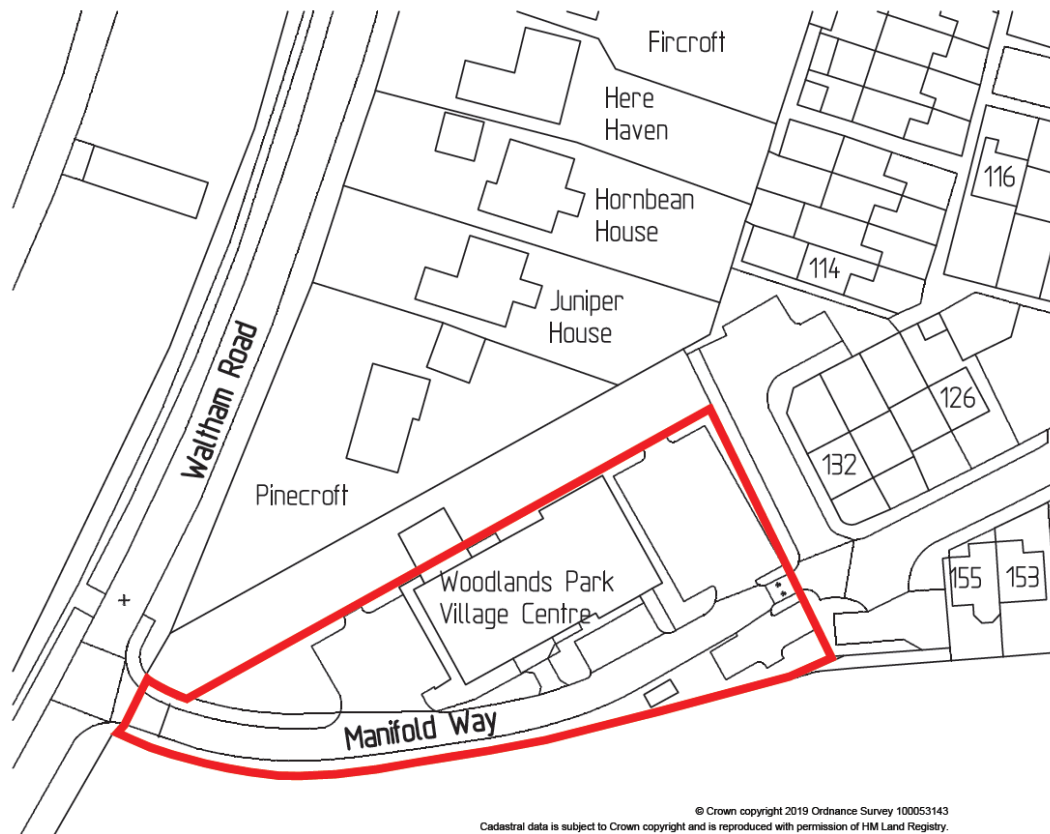 Fircroft
Here
Haven
116
Hornbean
House
114
Juniper
House
Waltham Road
126
132
Pinecroft
Woodlands Park
Village Centre
155
153
Manifold Way
© Crown copyright 2019 Ordnance Survey 100053143
Cadastral data is subject to Crown copyright and is reproduced with permission of HM Land Registry.